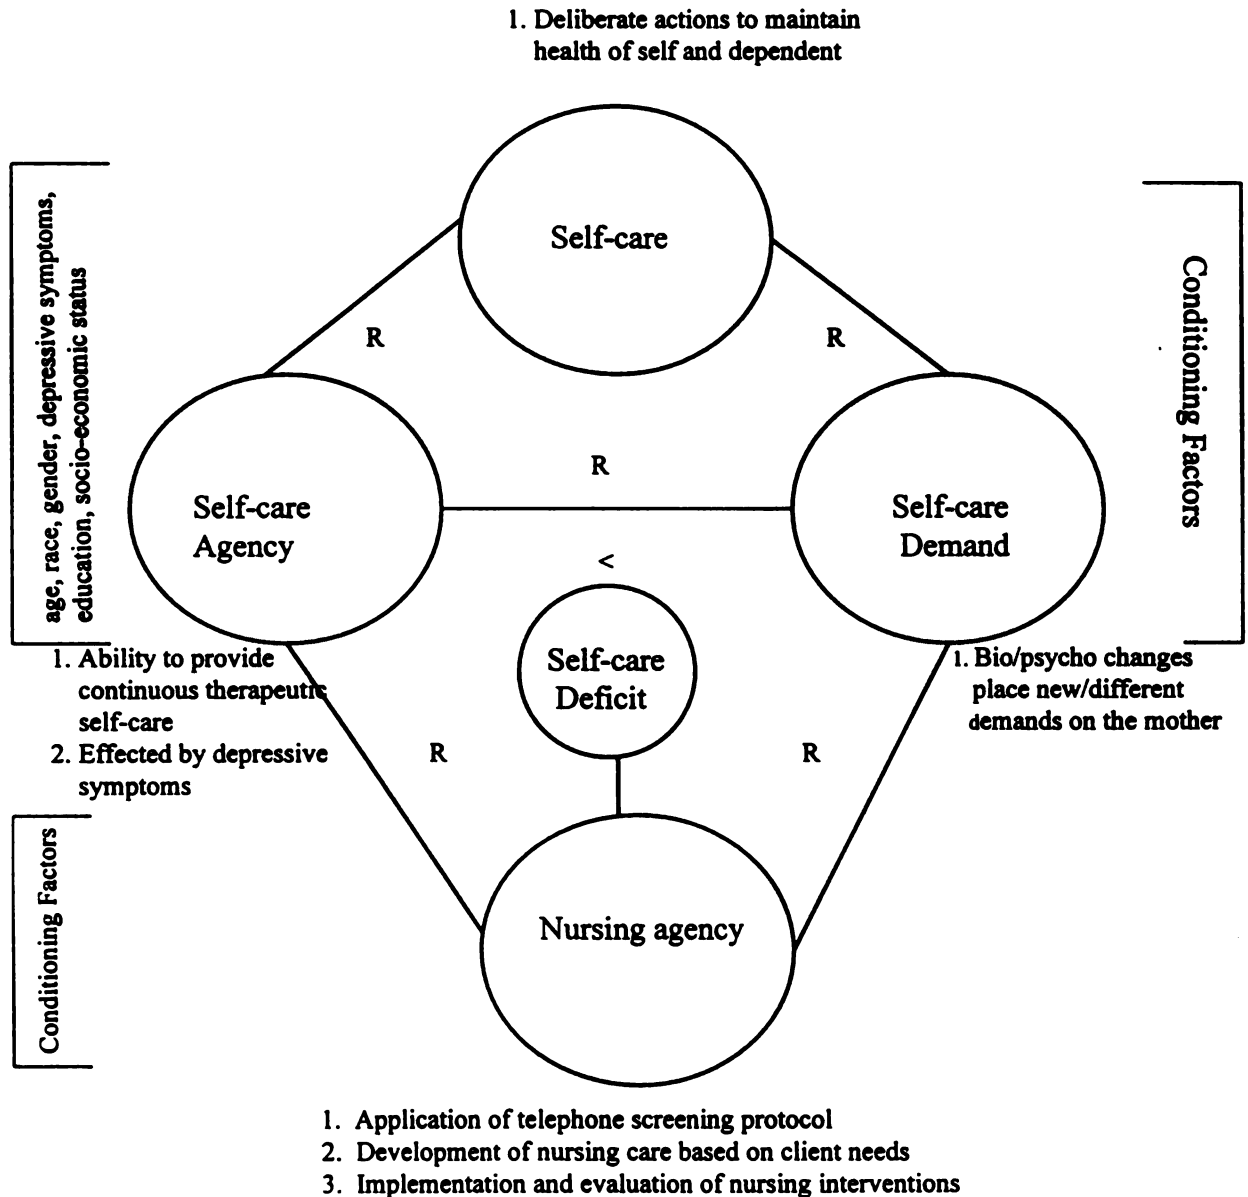 1. Deliberate actions to maintain
health of self and dependent
Self-care
age, race, gender, depressive symptoms,
education, socio-economic status
Conditioning Factors
R
R
R
Self-care
Agency
Self-care
Demand
<
Self-care
Deficit
1. Ability to provide
continuous therapeutic
self-care
2. Effected by depressive
symptoms
1. Bio/psycho changes
place new/different
demands on the mother
R
R
Conditioning Factors
Nursing agency
1. Application of telephone screening protocol
2. Development of nursing care based on client needs
3. Implementation and evaluation of nursing interventions